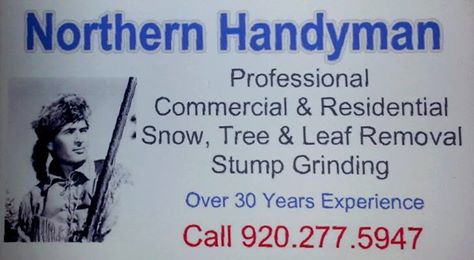 Northern Handyman
Professional
Commercial & Residential
Snow, Tree & Leaf Removal
Stump Grinding
Over 30 Years Experience
Call 920.277.5947